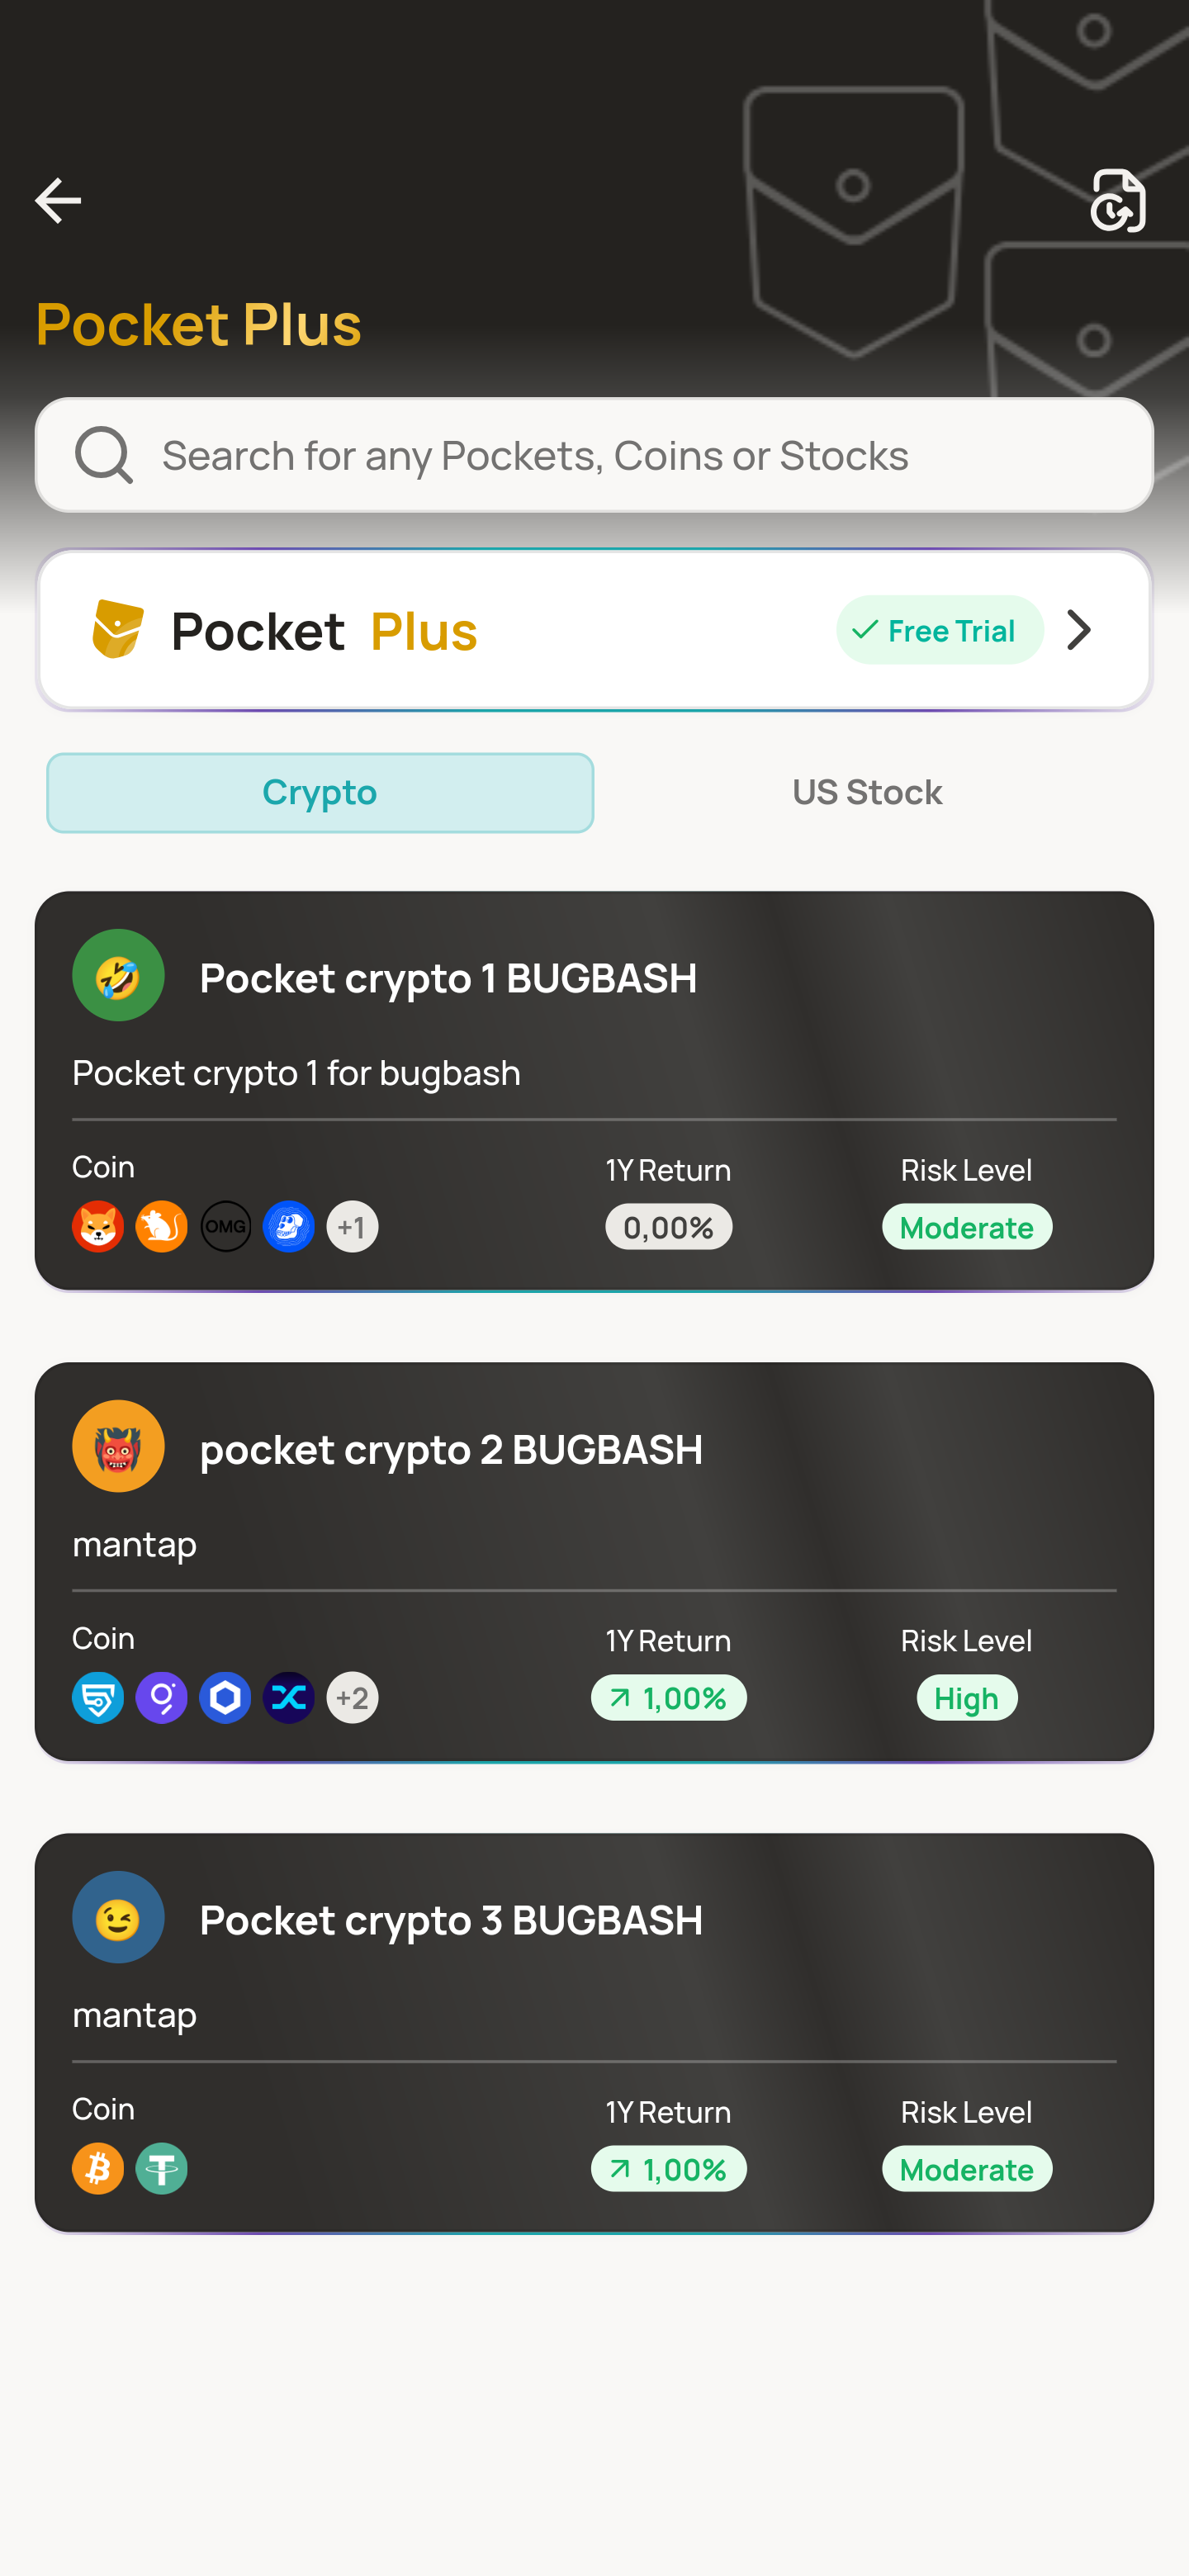 Pocket Plus
Search for any Pockets, Coins or Stocks
Pocket Plus
Free Trial
Crypto
US Stock
Pocket crypto 1 BUGBASH
Pocket crypto 1 for bugbash
Coin
1Y Return
Risk Level
OMG
+1
0,00%
Moderate
pocket crypto 2 BUGBASH
mantap
Coin
1Y Return
Risk Level
+2
1,00%
High
Pocket crypto 3 BUGBASH
mantap
Coin
1Y Return
Risk Level
1,00%
Moderate